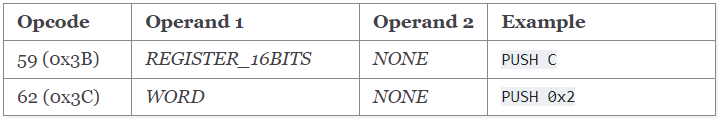 Opcode Operand 1 Operand 2 Example
59 (0x3B) REGISTER_16BITS NONE PUSH C
62 (0x3C) WORD NONE PUSH 0x2